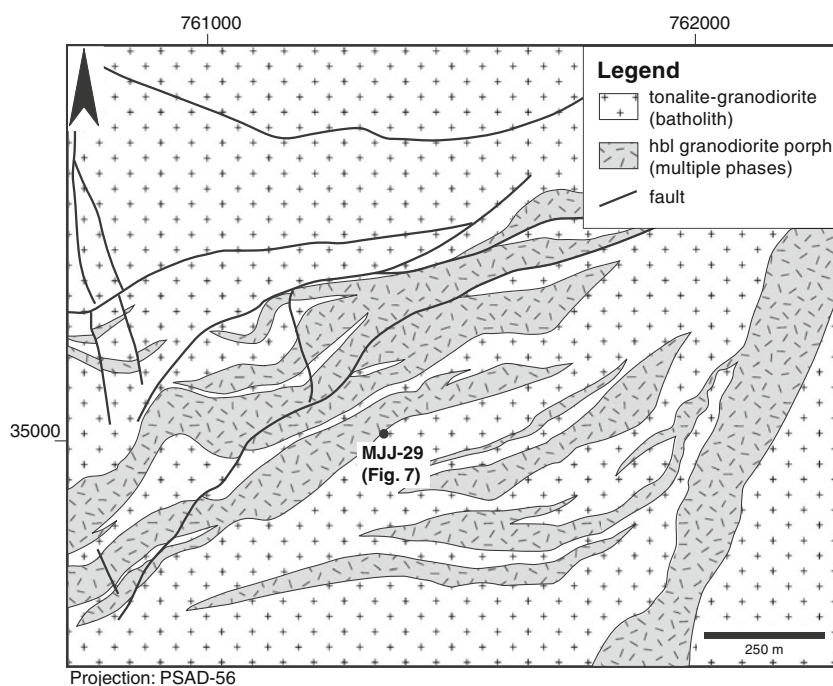 761000
762000
Legend
tonalite-granodiorite
(batholith)
hbl granodiorite porph
(multiple phases)
fault
35000
MJJ-29
(Fig. 7)
250 m
Projection: PSAD-56